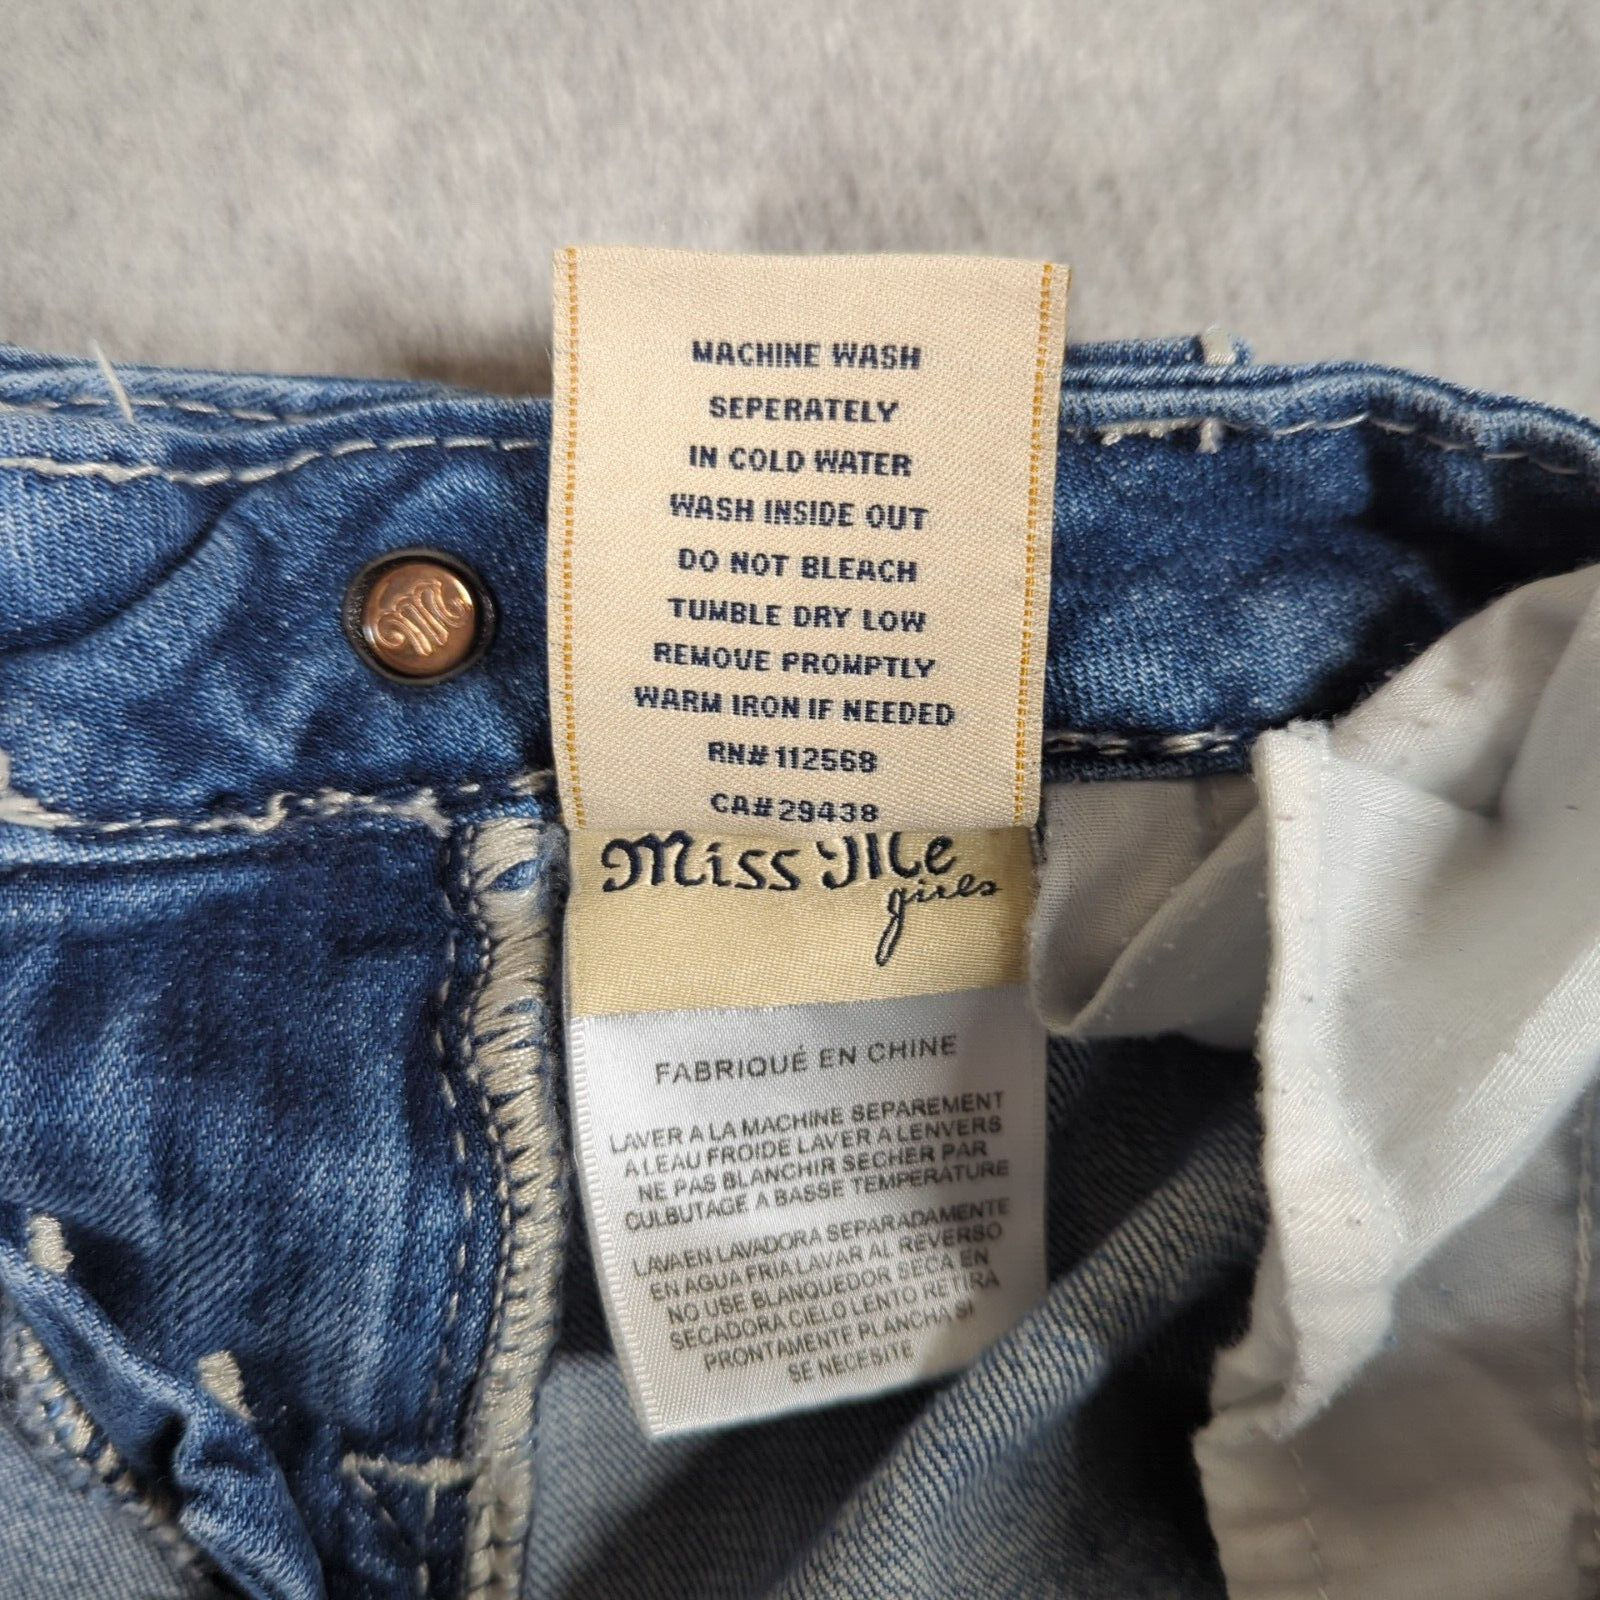 MACHINE WASH
SEPERATELY
IN COLD WATER
WASH INSIDE OUT
DO NOT BLEACH
TUMBLE DRY LOW
REMOVE PROMPTLY
WARM IRON IF NEEDED
RN# 112568
CA# 29438
Miss Me
girls
FABRIQUÉ EN CHINE
LAVER A LA MACHINE SEPAREMENT
A LEAU FROIDE LAVER A LENVERS
NE PAS BLANCHIR SECHER PAR
CULBUTAGE A BASSE TEMPERATURE
LAVAEN LAVADORA SEPARADAMENTE
EN AGUA FRIA LAVAR AL REVERSO
NO USE BLANQUEDOR SECA EN
SECADORA CIELO LENTO RETIRA
PRONTAMENTE PLANCHA SI
SE NECESITE